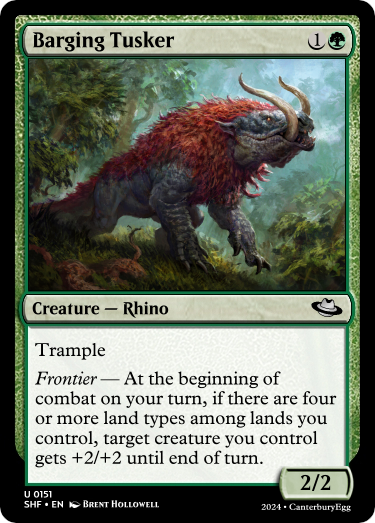 Barging Tusker 1
Creature — Rhino
Trample
Frontier — At the beginning of
combat on your turn, if there are four
or more land types among lands you
control, target creature you control
gets +2/+2 until end of turn.
2/2
U 0151
SHF • EN Brent Hollowell
2024 • CanterburyEgg